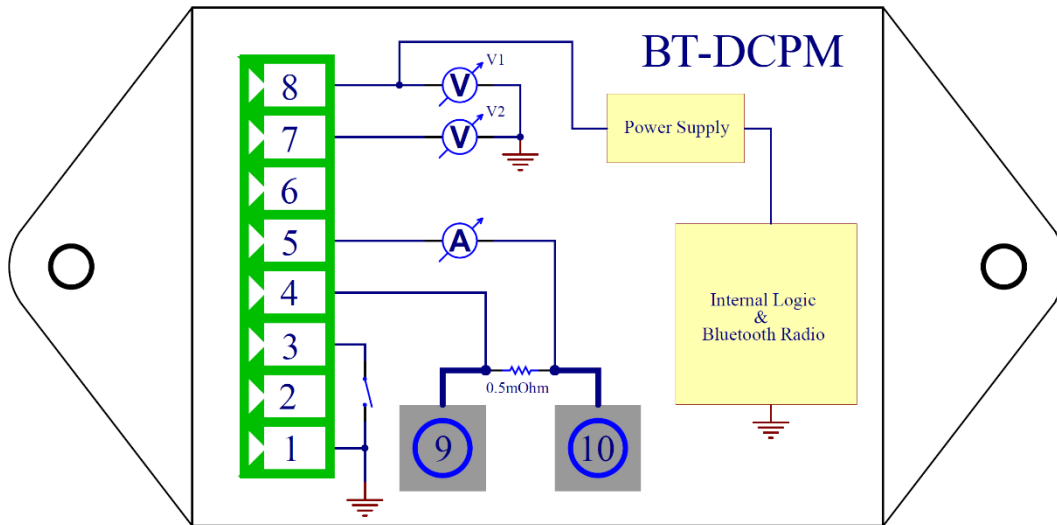 BT-DCPM
8
V
V1
7
V
V2
Power Supply
6
5
A
4
3
2
1
0.5mOhm
9
10
Internal Logic
&
Bluetooth Radio